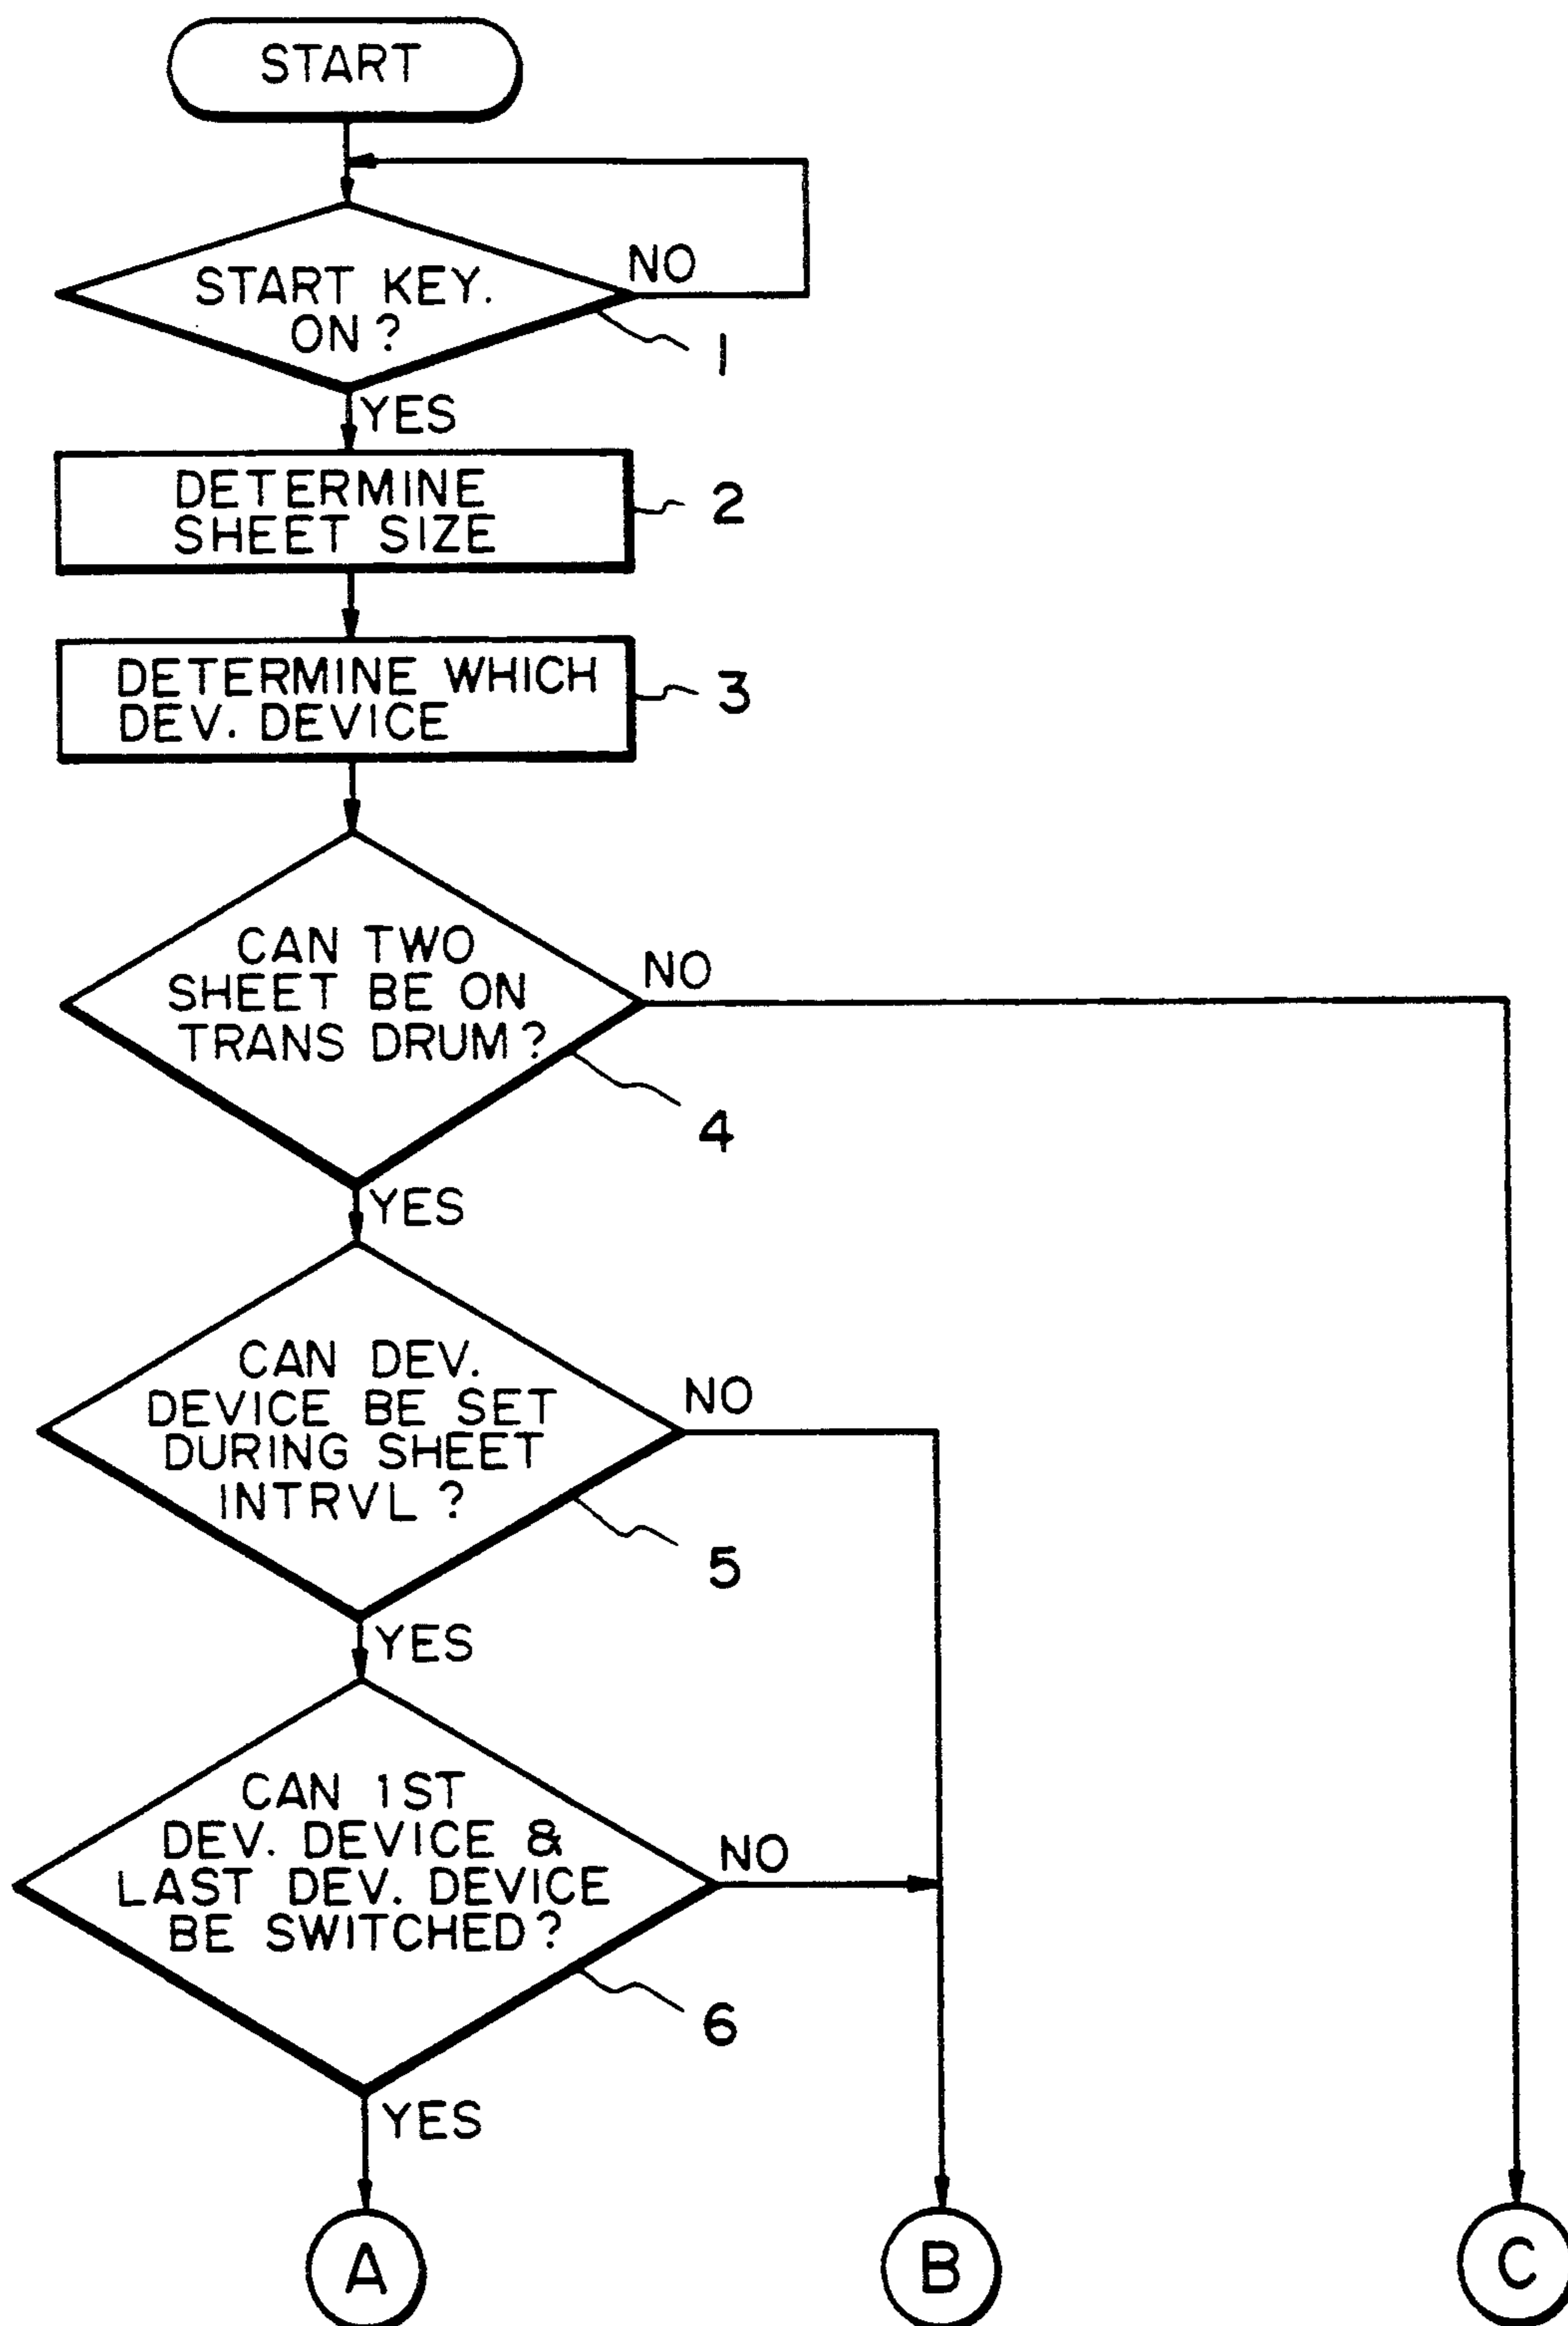 START
START KEY.
ON?
NO
1
YES
DETERMINE
SHEET SIZE
2
DETERMINE WHICH
DEV. DEVICE
3
CAN TWO
SHEET BE ON
TRANS DRUM?
NO
4
YES
CAN DEV.
DEVICE BE SET
DURING SHEET
INTRVL?
NO
5
YES
CAN 1ST
DEV. DEVICE &
LAST DEV. DEVICE
BE SWITCHED?
NO
6
YES
A
B
C